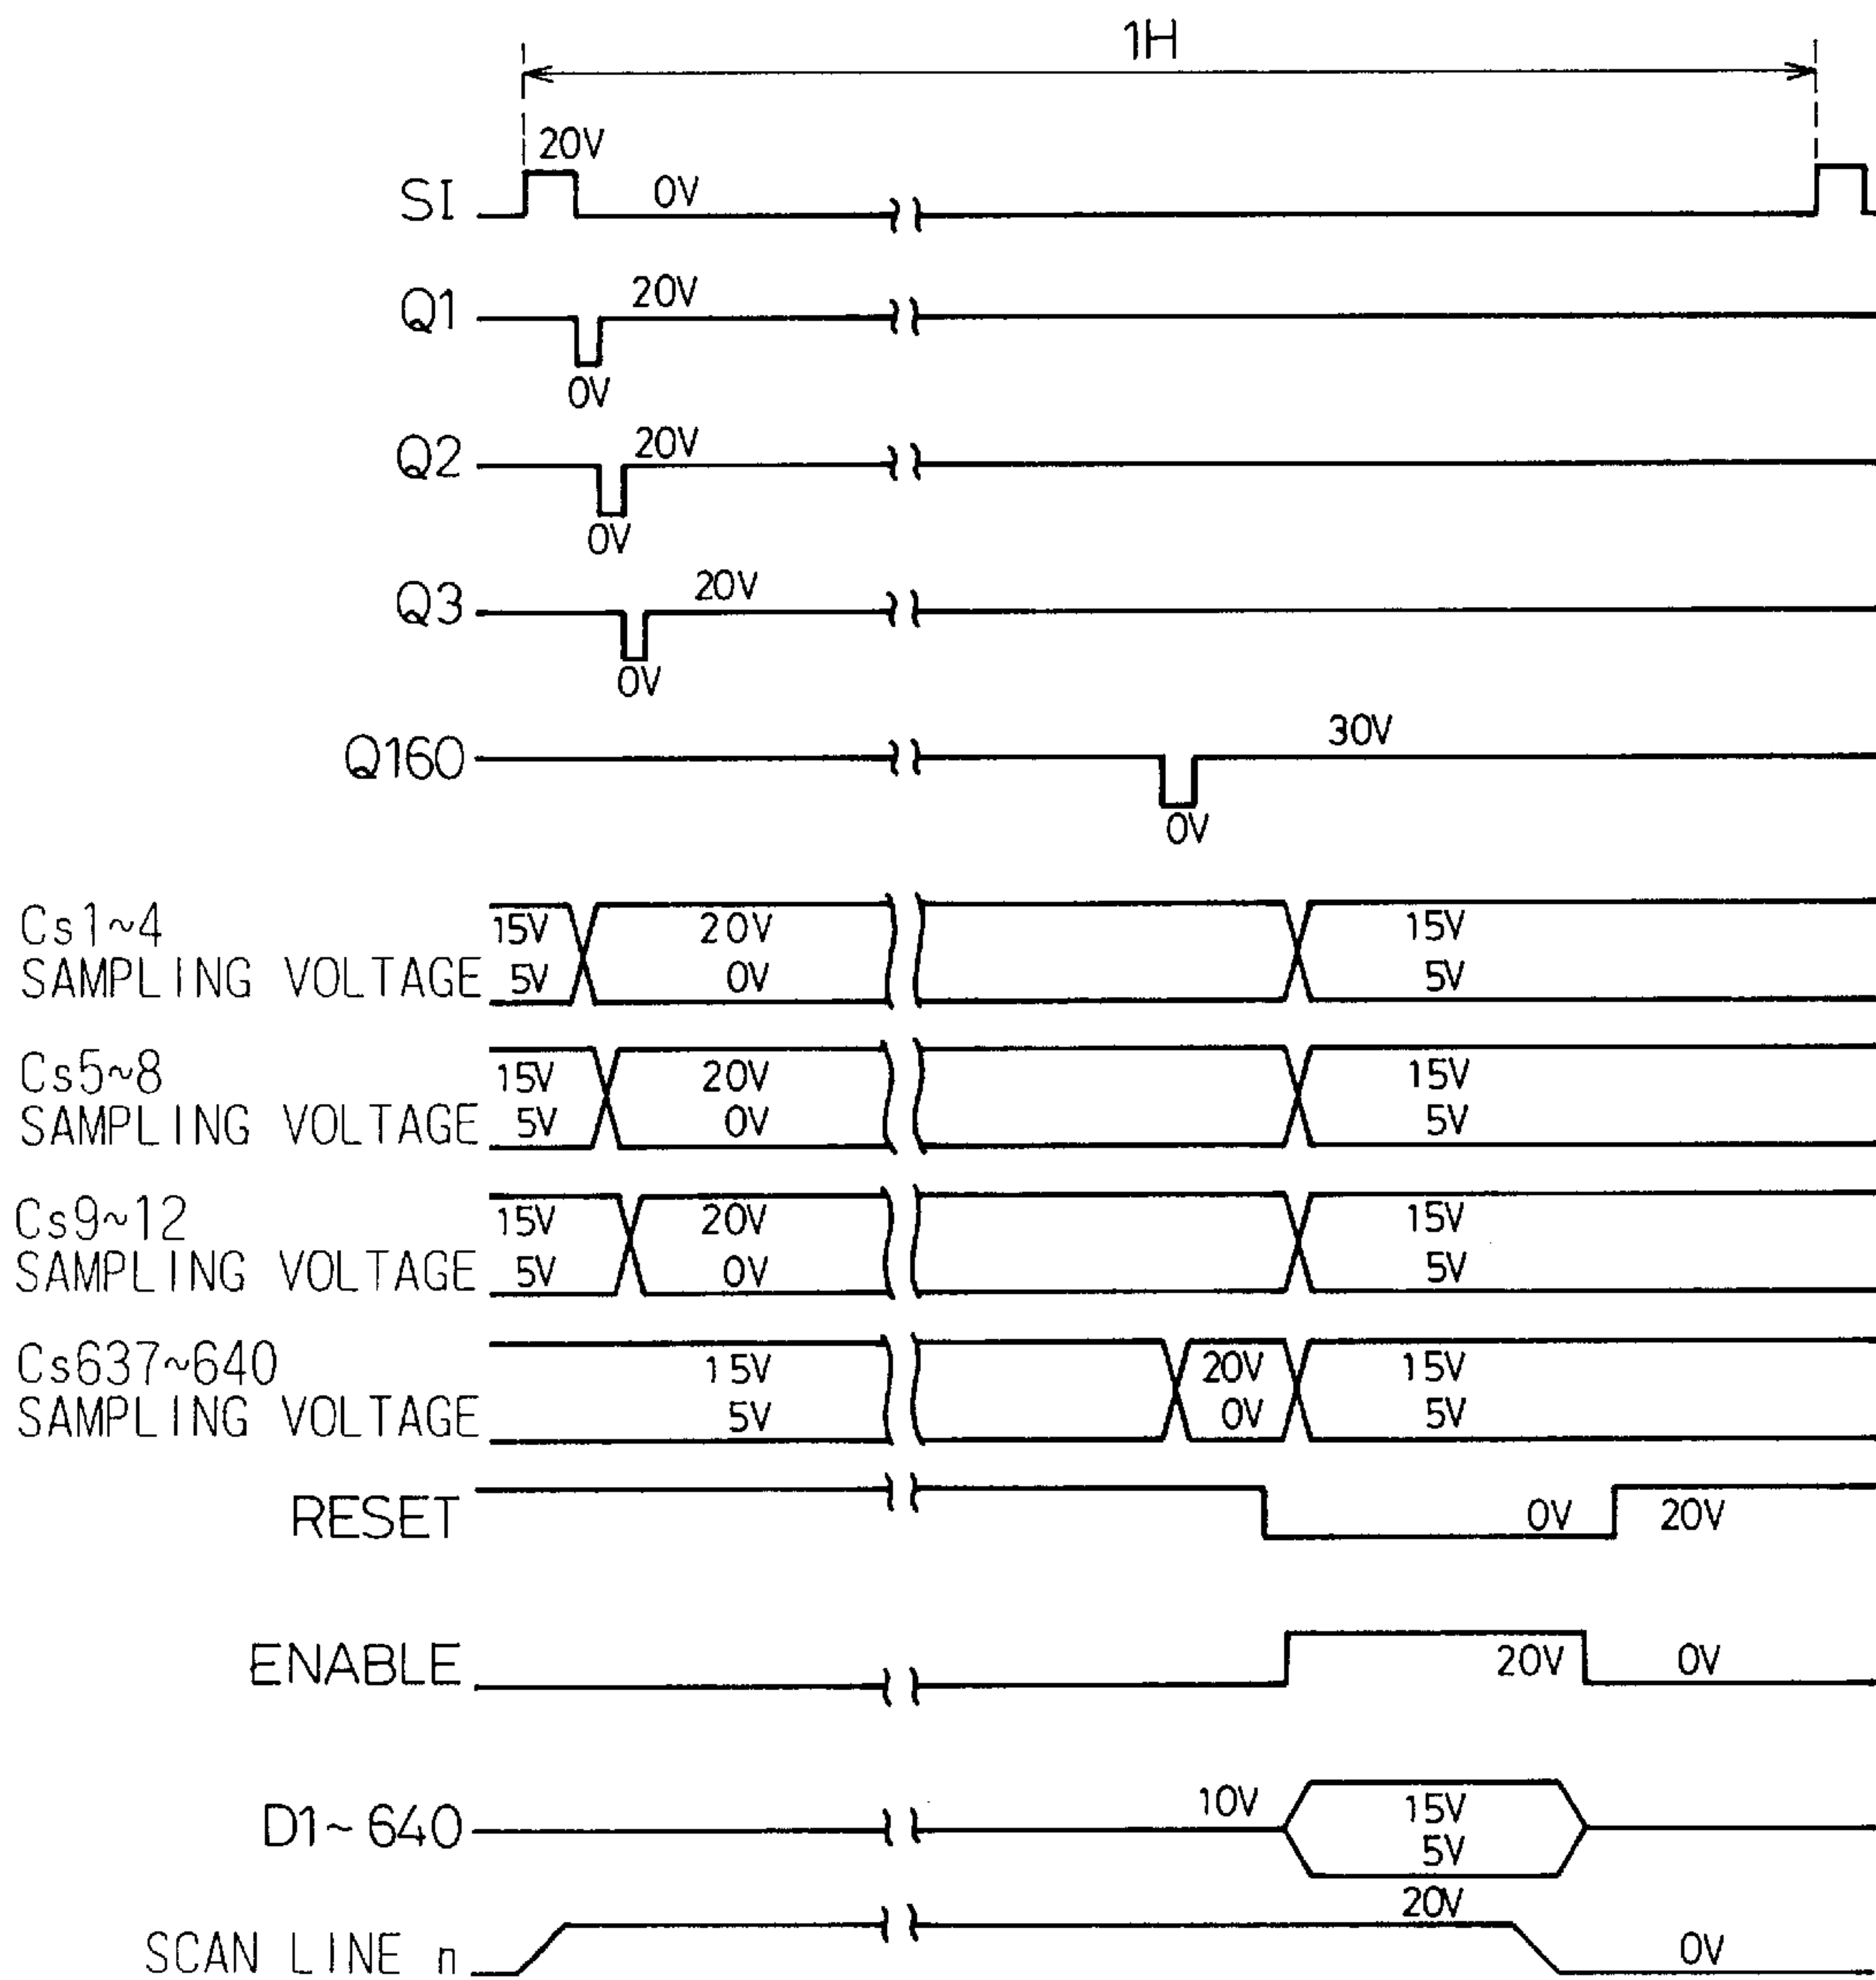 1H
20V
SI 0V
20V
Q1
0V
Q2 20V
0V
20V
Q3
0V
30V
Q160
0V
Cs1~4 15V 20V 15V
SAMPLING VOLTAGE 5V 0V 5V
Cs5~8 15V 20V 15V
SAMPLING VOLTAGE 5V 0V 5V
Cs9~12 15V 20V 15V
SAMPLING VOLTAGE 5V 0V 5V
Cs637~640 15V 20V 15V
SAMPLING VOLTAGE 5V 0V 5V
RESET 0V 20V
ENABLE 20V 0V
10V 15V
D1~640
5V
20V
SCAN LINE n 0V